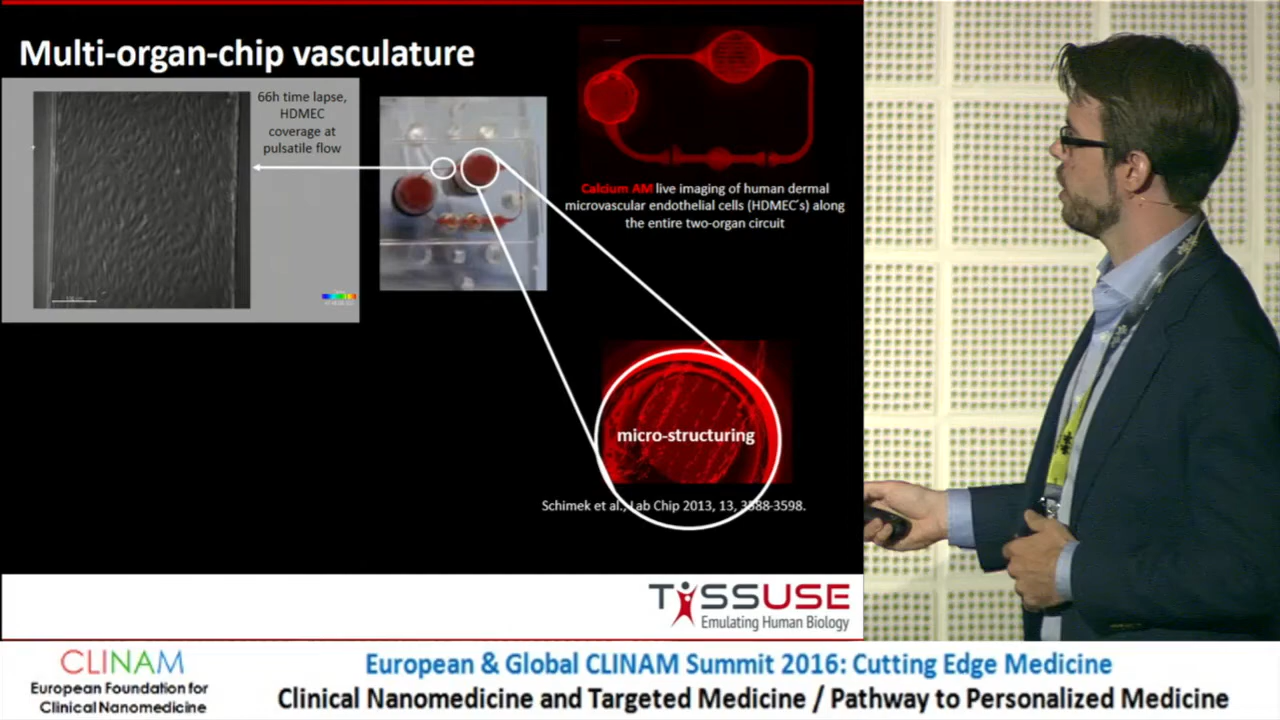 Multi-organ-chip vasculature
66h time lapse,
HDMEC
coverage at
pulsatile flow
Calcium AM live imaging of human dermal
microvascular endothelial cells (HDMEC´s) along
the entire two-organ circuit
micro-structuring
Schimek et al., Lab Chip 2013, 13, 3588-3598.
TISSUSE
Emulating Human Biology
CLINAM
European Foundation for
Clinical Nanomedicine
European & Global CLINAM Summit 2016: Cutting Edge Medicine
Clinical Nanomedicine and Targeted Medicine / Pathway to Personalized Medicine